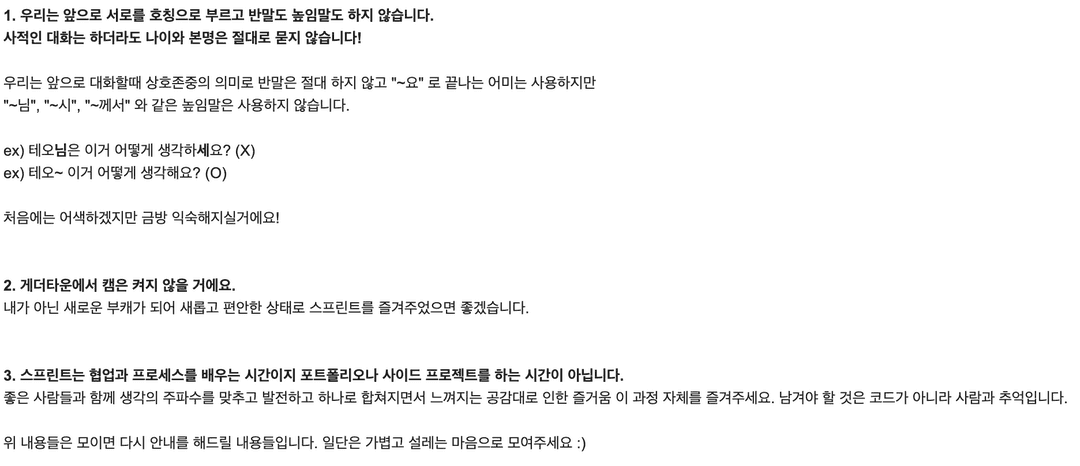 1. 우리는 앞으로 서로를 호칭으로 부르고 반말도 높임말도 하지 않습니다.
사적인 대화는 하더라도 나이와 본명은 절대로 묻지 않습니다!
우리는 앞으로 대화할때 상호존중의 의미로 반말은 절대 하지 않고 "~요" 로 끝나는 어미는 사용하지만
"~님", "~시", "~께서" 와 같은 높임말은 사용하지 않습니다.
ex) 테오님은 이거 어떻게 생각하세요? (X)
ex) 테오~ 이거 어떻게 생각해요? (O)
처음에는 어색하겠지만 금방 익숙해지실거에요!
2. 게더타운에서 캠은 켜지 않을 거에요.
내가 아닌 새로운 부캐가 되어 새롭고 편안한 상태로 스프린트를 즐겨주었으면 좋겠습니다.
3. 스프린트는 협업과 프로세스를 배우는 시간이지 포트폴리오나 사이드 프로젝트를 하는 시간이 아닙니다.
좋은 사람들과 함께 생각의 주파수를 맞추고 발전하고 하나로 합쳐지면서 느껴지는 공감대로 인한 즐거움 이 과정 자체를 즐겨주세요. 남겨야 할 것은 코드가 아니라 사람과 추억입니다.
위 내용들은 모이면 다시 안내를 해드릴 내용들입니다. 일단은 가볍고 설레는 마음으로 모여주세요 :)